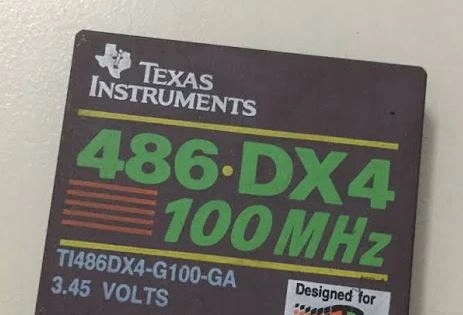 TEXAS
INSTRUMENTS
486·DX4
100MHz
TI486DX4-G100-GA
3.45 VOLTS
Designed for